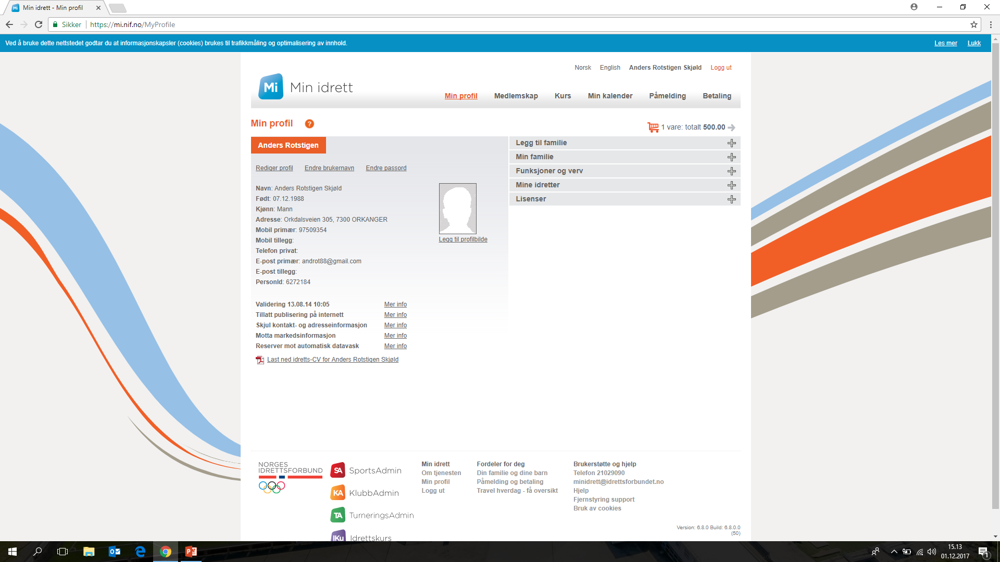 Min idrett - Min profil
Sikker https://mi.nif.no/MyProfile
Ved å bruke dette nettstedet godtar du at informasjonskapsler (cookies) brukes til trafikkmåling og optimalisering av innhold. Les mer Lukk
Norsk English Anders Rotstigen Skjøld Logg ut
Mi Min idrett
Min profil Medlemskap Kurs Min kalender Påmelding Betaling
Min profil ?
1 vare: totalt 500.00
Anders Rotstigen
Rediger profil Endre brukernavn Endre passord
Navn: Anders Rotstigen Skjøld
Født: 07.12.1988
Kjønn: Mann
Adresse: Orkdalsveien 305, 7300 ORKANGER
Mobil primær: 97509354
Mobil tillegg:
Telefon privat:
E-post primær: androt88@gmail.com
E-post tillegg:
PersonId: 6272184
Legg til profilbilde
Validering 13.08.14 10:05 Mer info
Tillatt publisering på internett Mer info
Skjul kontakt- og adresseinformasjon Mer info
Motta markedsinformasjon Mer info
Reserver mot automatisk datavask Mer info
Last ned idretts-CV for Anders Rotstigen Skjøld
Legg til familie
Min familie
Funksjoner og verv
Mine idretter
Lisenser
NORGES
IDRETTSFORBUND
SA SportsAdmin
KA KlubbAdmin
TA TurneringsAdmin
IKu Idrettskurs
Min idrett
Om tjenesten
Min profil
Logg ut
Fordeler for deg
Din familie og dine barn
Påmelding og betaling
Travel hverdag - få oversikt
Brukerstøtte og hjelp
Telefon 21029090
minidrett@idrettsforbundet.no
Hjelp
Fjernstyring support
Bruk av cookies
Version: 6.8.0 Build: 6.8.0.0
(50)
15.13
01.12.2017
1